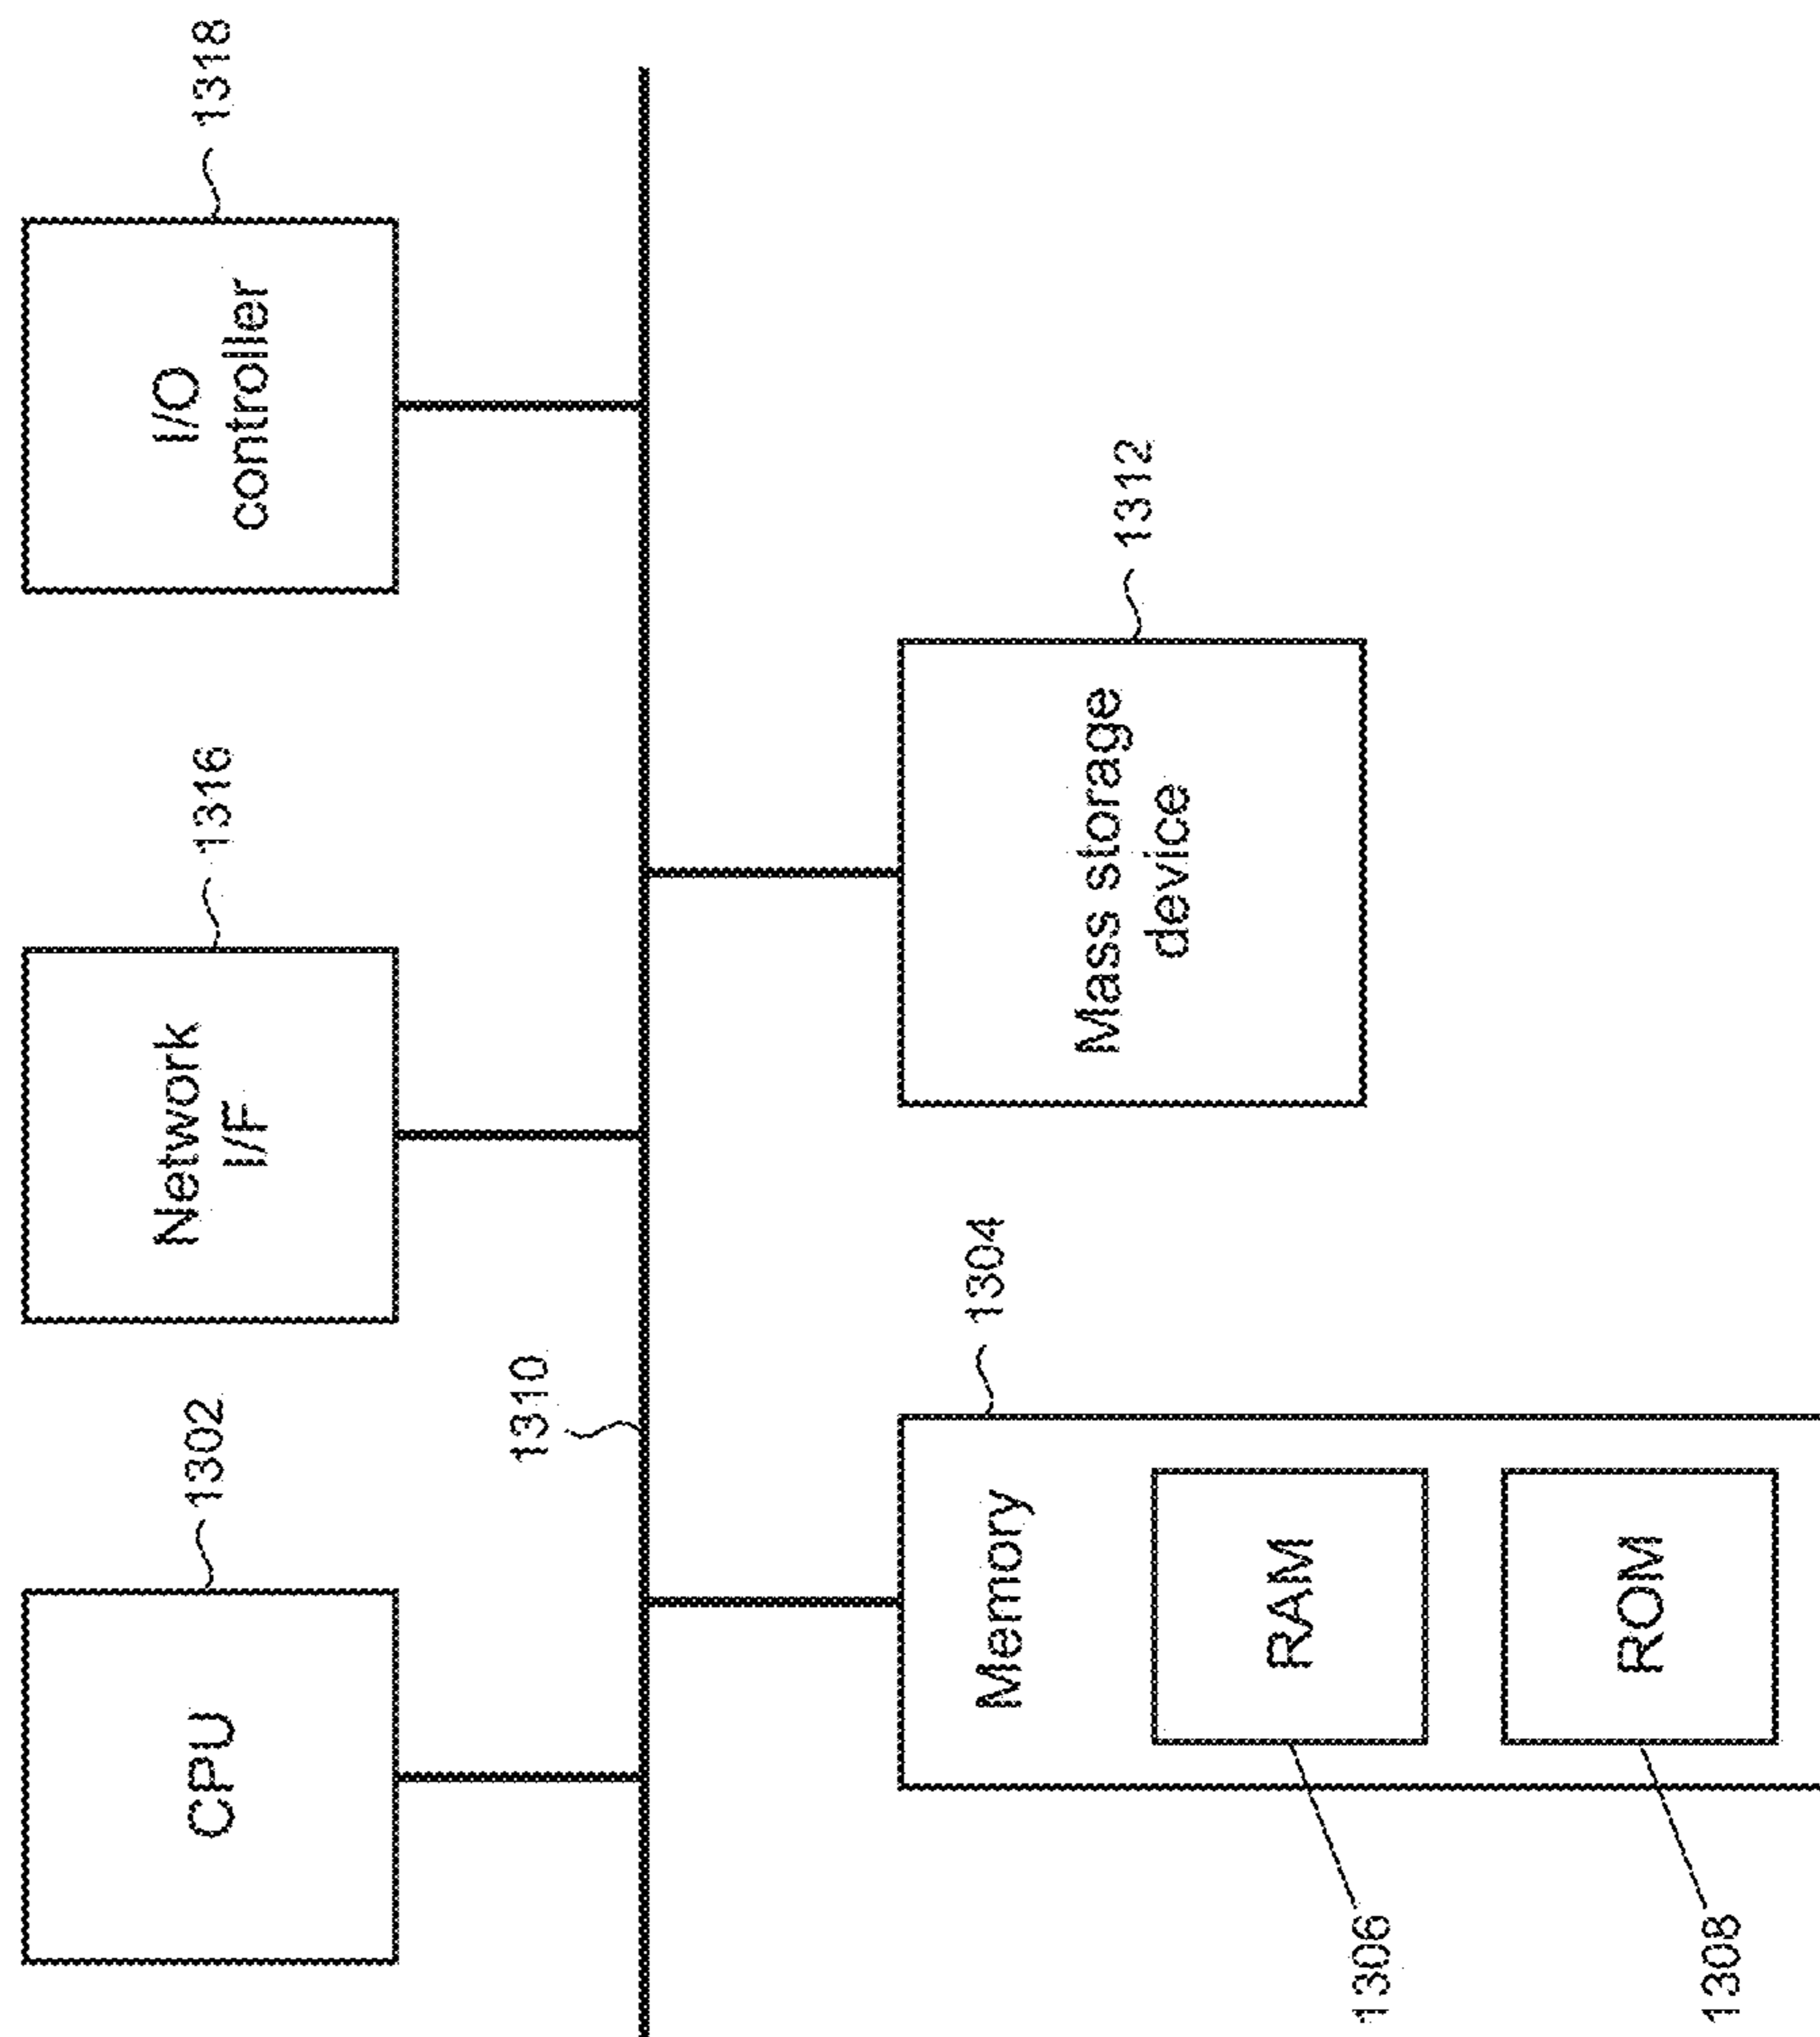 CPU
1302
Network
I/F
1316
I/O
controller
1318
1310
Memory
1304
RAM
1306
ROM
1308
Mass storage
device
1312